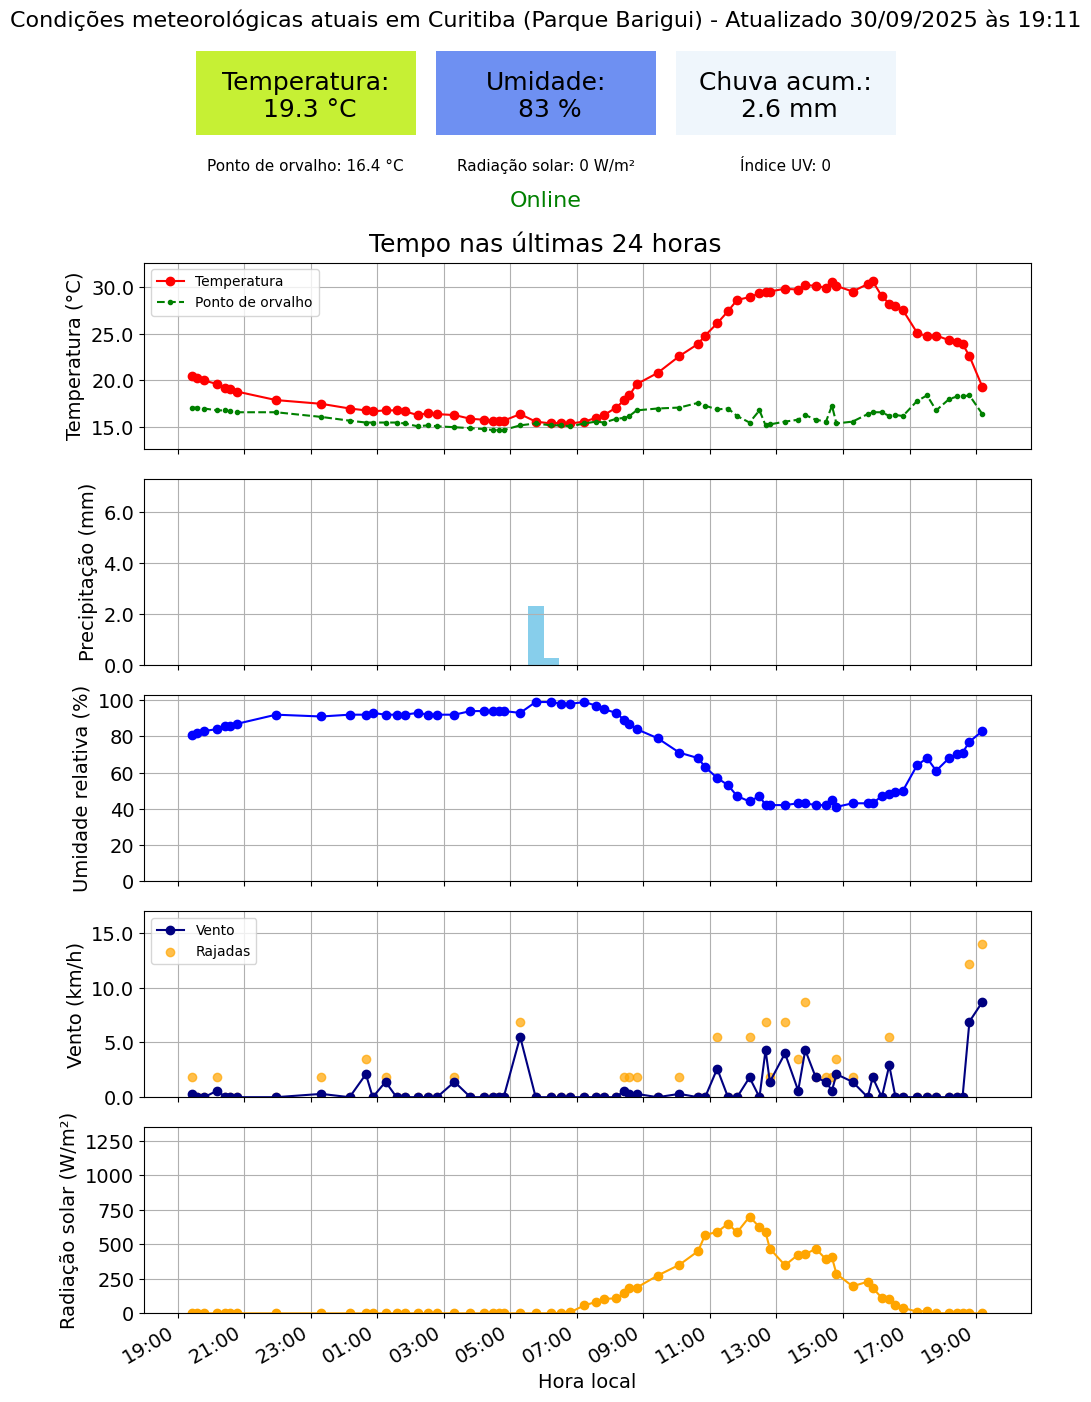 Condições meteorológicas atuais em Curitiba (Parque Barigui) - Atualizado 30/09/2025 às 19:11
Temperatura:
19.3 °C
Umidade:
83 %
Chuva acum.:
2.6 mm
Ponto de orvalho: 16.4 °C
Radiação solar: 0 W/m²
Índice UV: 0
Online
Tempo nas últimas 24 horas
Temperatura (°C)
30.0
25.0
20.0
15.0
Temperatura
Ponto de orvalho
Precipitação (mm)
6.0
4.0
2.0
0.0
Umidade relativa (%)
100
80
60
40
20
0
Vento (km/h)
15.0
10.0
5.0
0.0
Vento
Rajadas
Radiação solar (W/m²)
1250
1000
750
500
250
0
19:00
21:00
23:00
01:00
03:00
05:00
07:00
09:00
11:00
13:00
15:00
17:00
19:00
Hora local